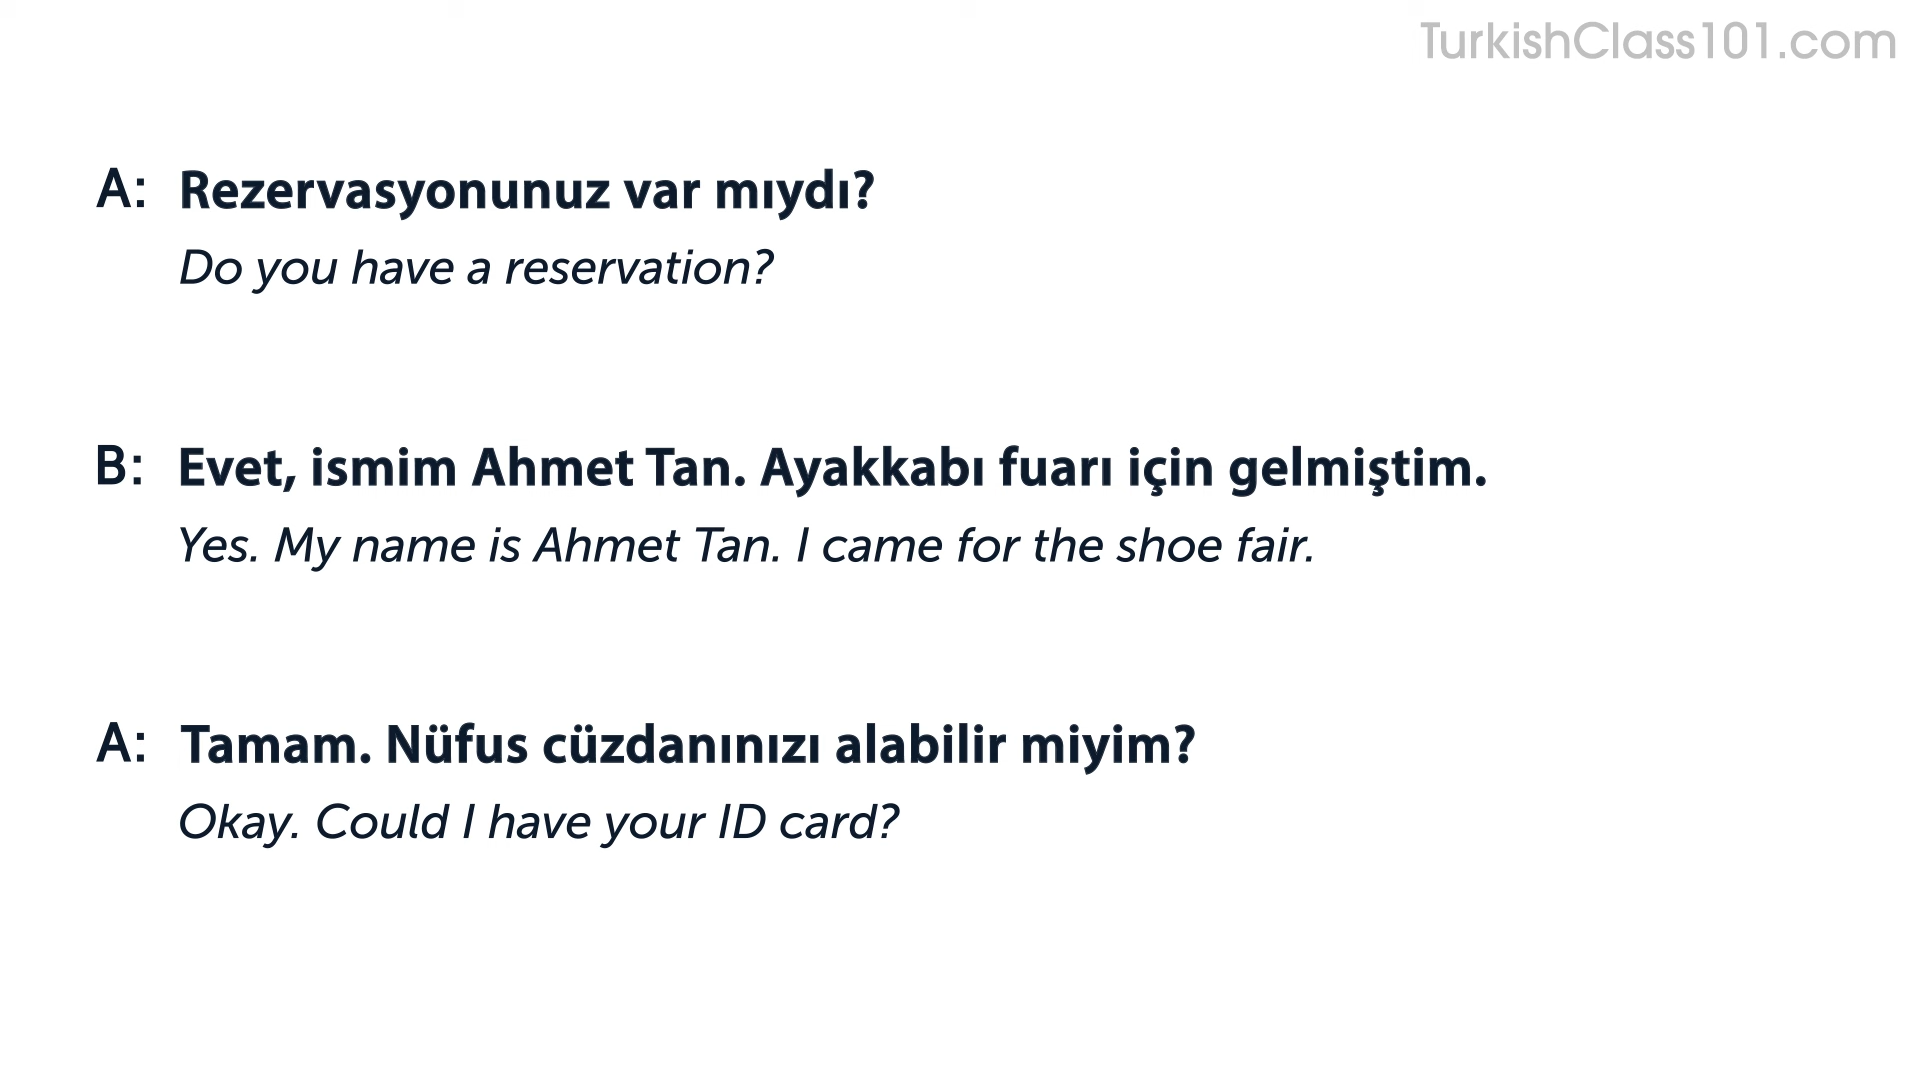 TurkishClass101.com
A: Rezervasyonunuz var mıydı?
Do you have a reservation?
B: Evet, ismim Ahmet Tan. Ayakkabı fuarı için gelmiştim.
Yes. My name is Ahmet Tan. I came for the shoe fair.
A: Tamam. Nüfus cüzdanınızı alabilir miyim?
Okay. Could I have your ID card?